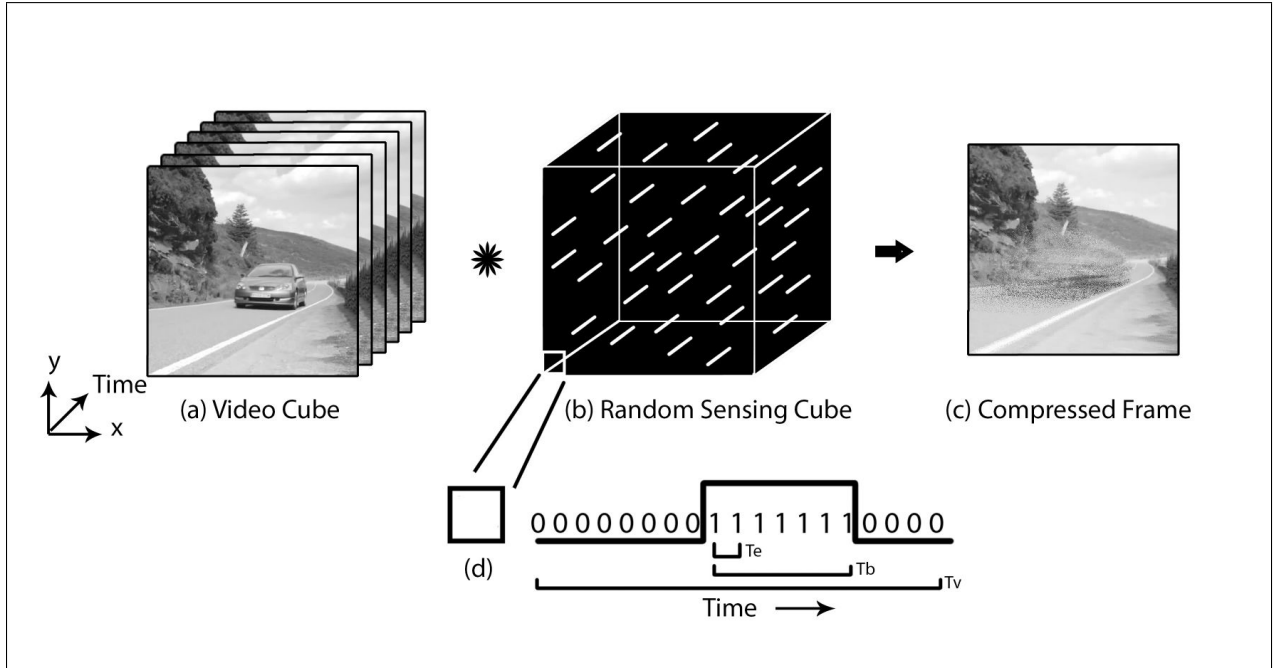 y
Time
x
(a) Video Cube
(b) Random Sensing Cube
(c) Compressed Frame
0 0 0 0 0 0 0 0 1 1 1 1 1 1 1 0 0 0 0
(d)
Te
Tb
Tv
Time